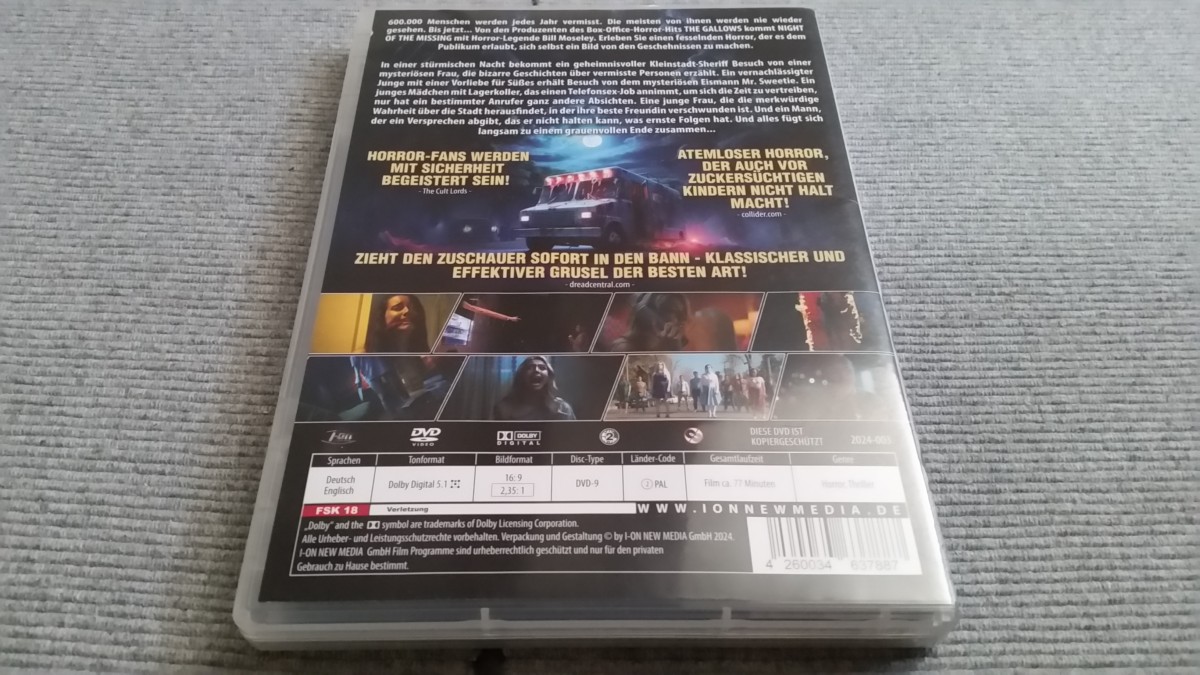 600.000 Menschen werden jedes Jahr vermisst. Die meisten von ihnen werden nie wieder
gesehen. Bis jetzt... Von den Produzenten des Box-Office-Horror-Hits THE GALLOWS kommt NIGHT
OF THE MISSING mit Horror-Legende Bill Moseley. Erleben Sie einen fesselnden Horror, der es dem
Publikum erlaubt, sich selbst ein Bild von den Geschehnissen zu machen.
In einer stürmischen Nacht bekommt ein geheimnisvoller Kleinstadt-Sheriff Besuch von einer
mysteriösen Frau, die bizarre Geschichten über vermisste Personen erzählt. Ein vernachlässigter
Junge mit einer Vorliebe für Süßes erhält Besuch von dem mysteriösen Eismann Mr. Sweetie. Ein
junges Mädchen mit Lagerkoller, das einen Telefonsex-Job annimmt, um sich die Zeit zu vertreiben,
nur hat ein bestimmter Anrufer ganz andere Absichten. Eine junge Frau, die die merkwürdige
Wahrheit über die Stadt herausfindet, in der ihre beste Freundin verschwunden ist. Und ein Mann,
der ein Versprechen abgibt, das er nicht halten kann, was ernste Folgen hat. Und alles fügt sich
langsam zu einem grauenvollen Ende zusammen...
HORROR-FANS WERDEN
MIT SICHERHEIT
BEGEISTERT SEIN!
- The Cult Lords -
ATEMLOSER HORROR,
DER AUCH VOR
ZUCKERSÜCHTIGEN
KINDERN NICHT HALT
MACHT!
- collider.com -
ZIEHT DEN ZUSCHAUER SOFORT IN DEN BANN - KLASSISCHER UND
EFFEKTIVER GRUSEL DER BESTEN ART!
- dreadcentral.com -
I-On
DVD VIDEO
DOLBY DIGITAL
2
DIESE DVD IST
KOPIERGESCHÜTZT
Sprachen Tonformat Bildformat Disc-Type Länder-Code Gesamtlaufzeit Genre
Deutsch
Englisch
Dolby Digital 5.1
16: 9
2,35: 1
DVD-9
2 PAL
Film ca. 77 Minuten
Horror, Thriller
FSK 18 Verletzung WWW.IONNEWMEDIA.DE
„Dolby" and the symbol are trademarks of Dolby Licensing Corporation.
Alle Urheber- und Leistungsschutzrechte vorbehalten. Verpackung und Gestaltung © by I-ON NEW MEDIA GmbH 2024.
I-ON NEW MEDIA GmbH Film Programme sind urheberrechtlich geschützt und nur für den privaten
Gebrauch zu Hause bestimmt.
4 260034 637887